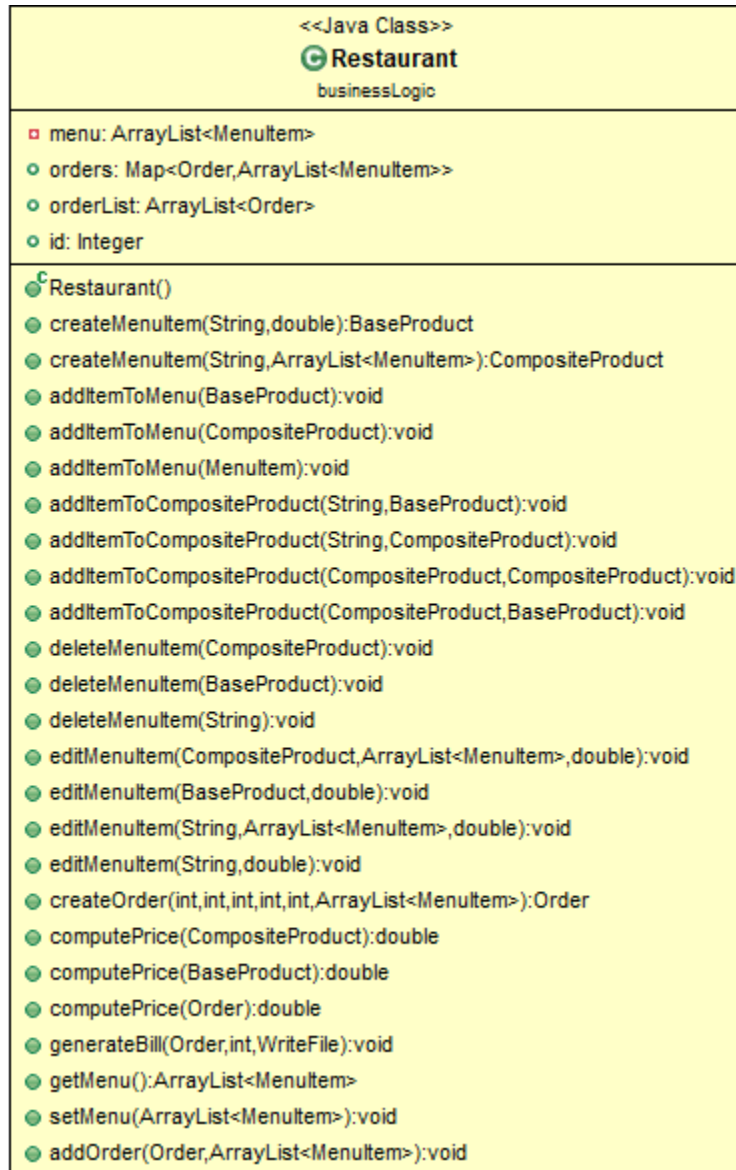 <<Java Class>>
C Restaurant
businessLogic
menu: ArrayList<MenuItem>
orders: Map<Order,ArrayList<MenuItem>>
orderList: ArrayList<Order>
id: Integer
C Restaurant()
createMenuItem(String,double):BaseProduct
createMenuItem(String,ArrayList<MenuItem>):CompositeProduct
addItemToMenu(BaseProduct):void
addItemToMenu(CompositeProduct):void
addItemToMenu(MenuItem):void
addItemToCompositeProduct(String,BaseProduct):void
addItemToCompositeProduct(String,CompositeProduct):void
addItemToCompositeProduct(CompositeProduct,CompositeProduct):void
addItemToCompositeProduct(CompositeProduct,BaseProduct):void
deleteMenuItem(CompositeProduct):void
deleteMenuItem(BaseProduct):void
deleteMenuItem(String):void
editMenuItem(CompositeProduct,ArrayList<MenuItem>,double):void
editMenuItem(BaseProduct,double):void
editMenuItem(String,ArrayList<MenuItem>,double):void
editMenuItem(String,double):void
createOrder(int,int,int,int,int,ArrayList<MenuItem>):Order
computePrice(CompositeProduct):double
computePrice(BaseProduct):double
computePrice(Order):double
generateBill(Order,int,WriteFile):void
getMenu():ArrayList<MenuItem>
setMenu(ArrayList<MenuItem>):void
addOrder(Order,ArrayList<MenuItem>):void